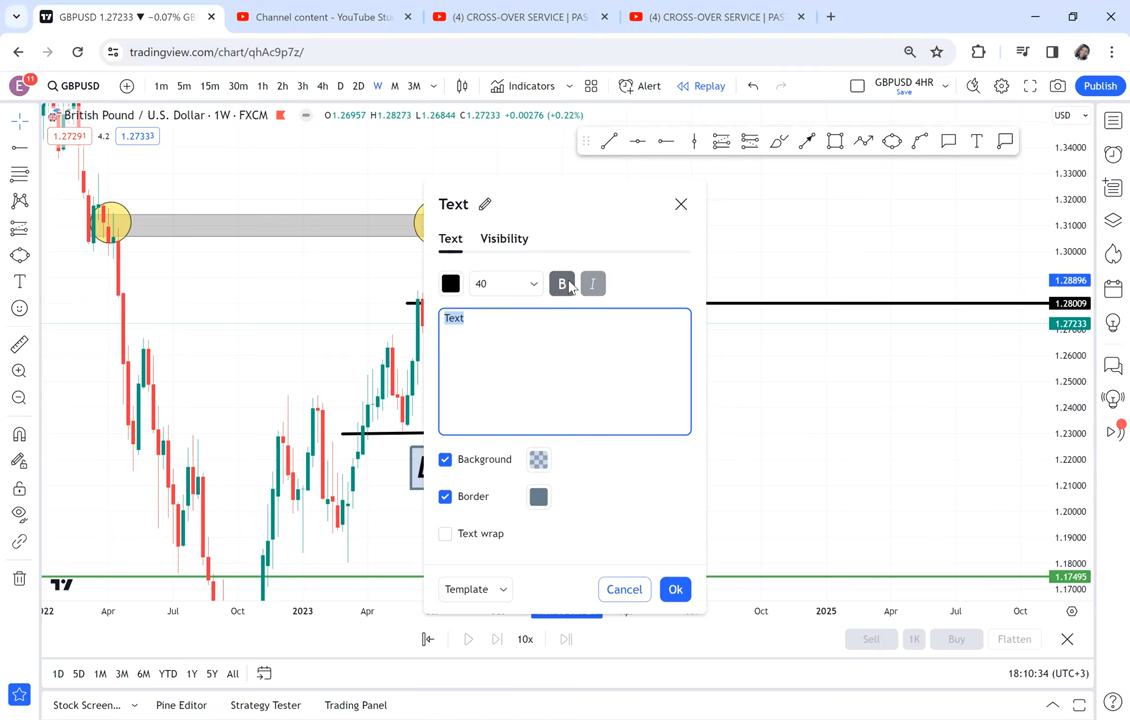 GBPUSD 1.27233 ▼ −0.07% GB
Channel content - YouTube Stu
(4) CROSS-OVER SERVICE | PAS
(4) CROSS-OVER SERVICE | PAS
tradingview.com/chart/qhAc9p7z/
E 11 GBPUSD 1m 5m 15m 30m 1h 2h 3h 4h D 2D W M 3M Indicators Alert Replay GBPUSD 4HR Save Publish
British Pound / U.S. Dollar · 1W · FXCM O1.26957 H1.28273 L1.26844 C1.27233 +0.00276 (+0.22%) USD
1.27291 4.2 1.27333
1.34000
1.33000
1.32000
1.31000
1.30000
1.28896
1.28009
1.27233
1.26000
1.25000
1.24000
1.23000
1.22000
1.21000
1.20000
1.19000
1.18000
1.17495
1.17000
Text
Text Visibility
40 B I
Text
Background
Border
Text wrap
Template Cancel Ok
Apr Jul Oct 2023 Apr Oct 2025 Apr Jul Oct
10x Sell 1K Buy Flatten
1D 5D 1M 3M 6M YTD 1Y 5Y All 18:10:34 (UTC+3)
Stock Screen... Pine Editor Strategy Tester Trading Panel